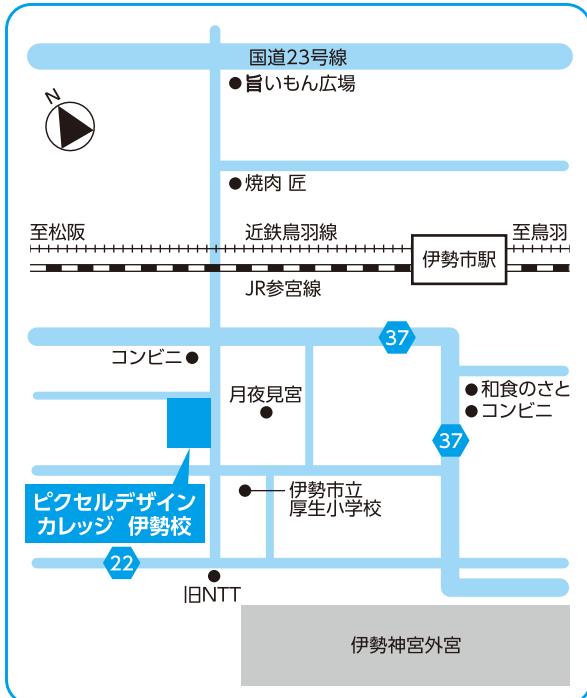 国道23号線
旨いもん広場
N
焼肉 匠
至松阪
近鉄鳥羽線
至鳥羽
伊勢市駅
JR参宮線
37
コンビニ
和食のさと
月夜見宮
コンビニ
37
伊勢市立
厚生小学校
ピクセルデザイン
カレッジ 伊勢校
22
旧NTT
伊勢神宮外宮